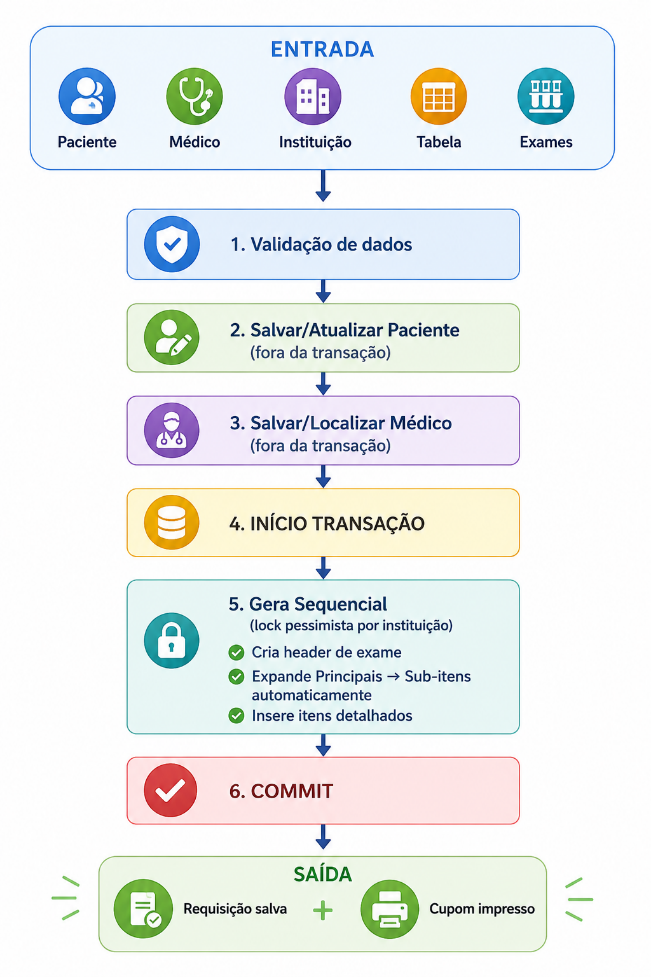 ENTRADA
Paciente
Médico
Instituição
Tabela
Exames
1. Validação de dados
2. Salvar/Atualizar Paciente
(fora da transação)
3. Salvar/Localizar Médico
(fora da transação)
4. INÍCIO TRANSAÇÃO
5. Gera Sequencial
(lock pessimista por instituição)
Cria header de exame
Expande Principais → Sub-itens
automaticamente
Insere itens detalhados
6. COMMIT
SAÍDA
Requisição salva
+
Cupom impresso